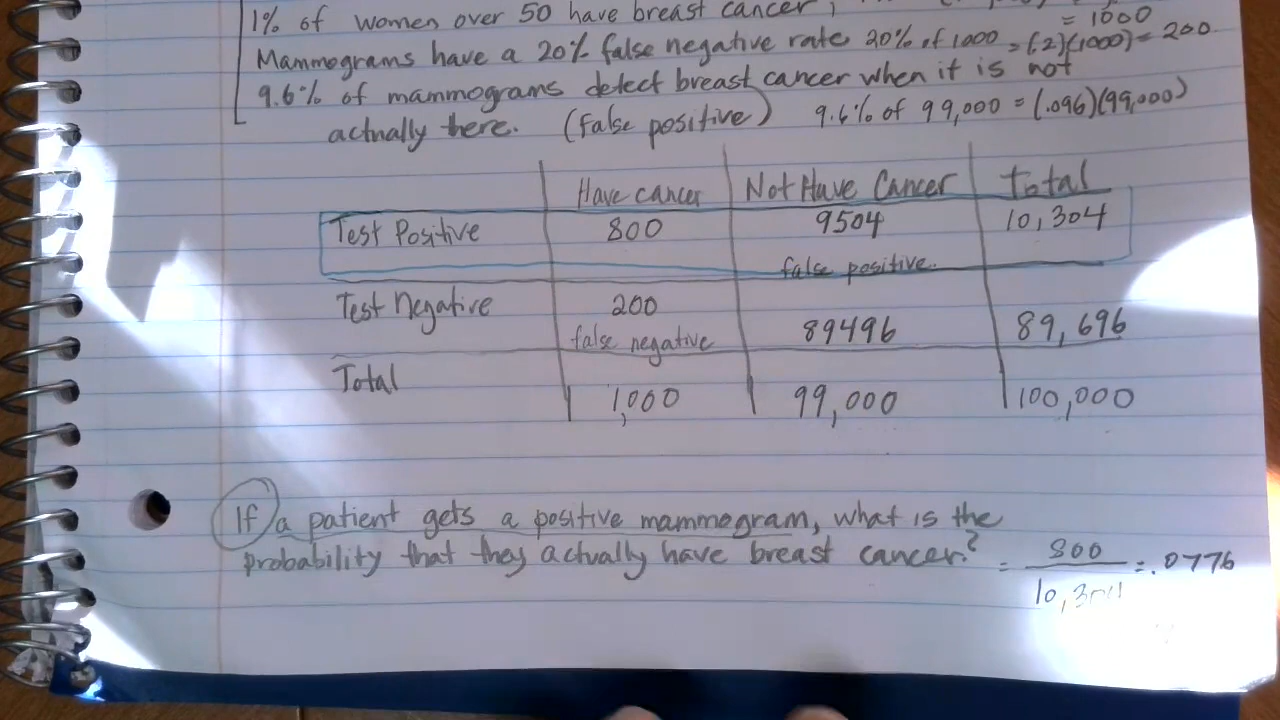 1% of women over 50 have breast cancer,
= 1000
Mammograms have a 20% false negative rate 20% of 1000 = (.2)(1000) = 200
9.6% of mammograms detect breast cancer when it is not
actually there. (false positive) 9.6% of 99,000 = (.096)(99,000)
Have cancer Not Have Cancer Total
Test Positive 800 9504 10,304
false positive.
Test Negative 200
false negative 89496 89,696
Total 1,000 99,000 100,000
If a patient gets a positive mammogram, what is the
probability that they actually have breast cancer? = 800 / 10,304 = .0776